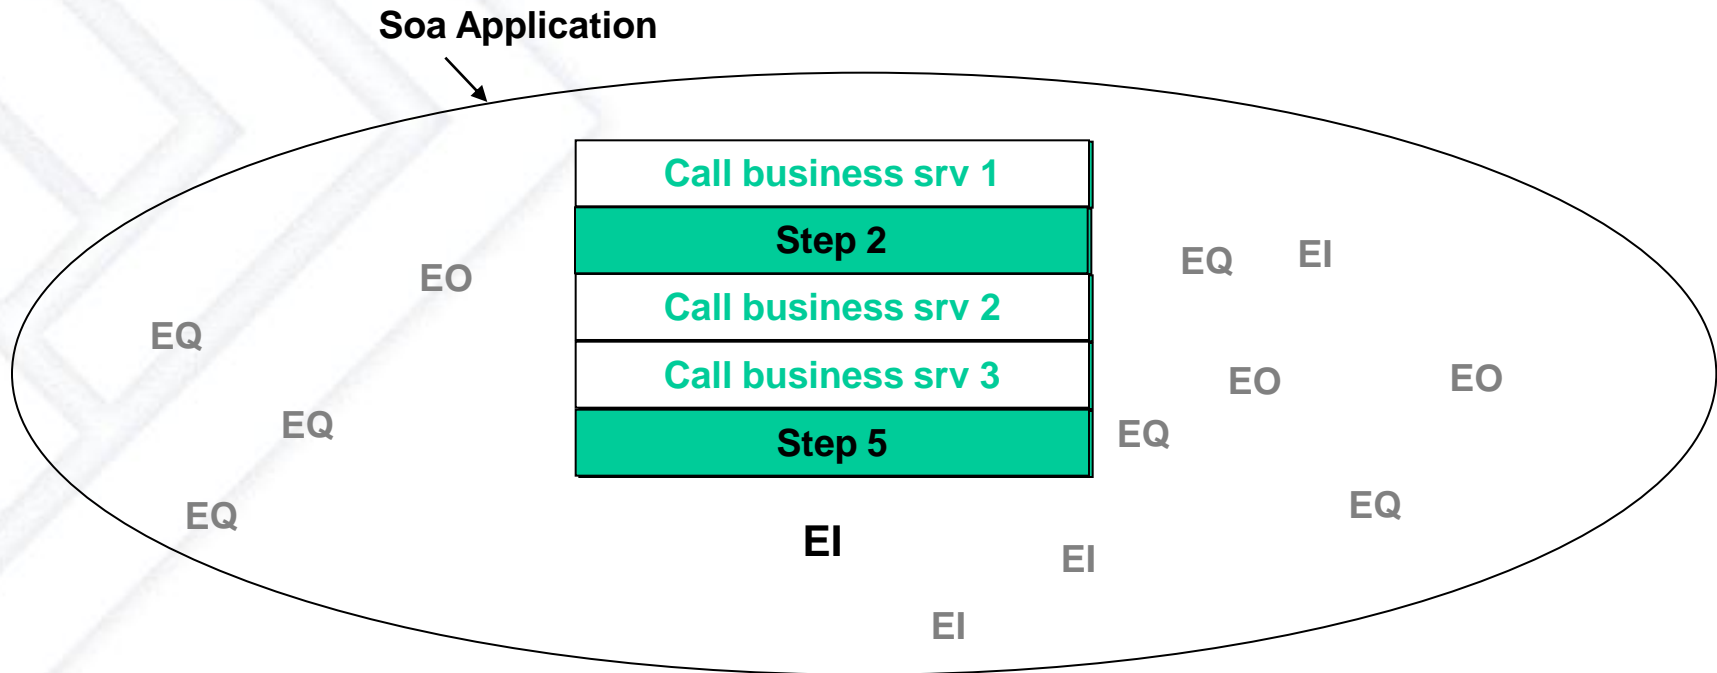 Soa Application
Call business srv 1
Step 2
EQ EI
EO
Call business srv 2
EQ
Call business srv 3
EO EO
EQ
Step 5
EQ
EQ
EQ
EI
EI
EI